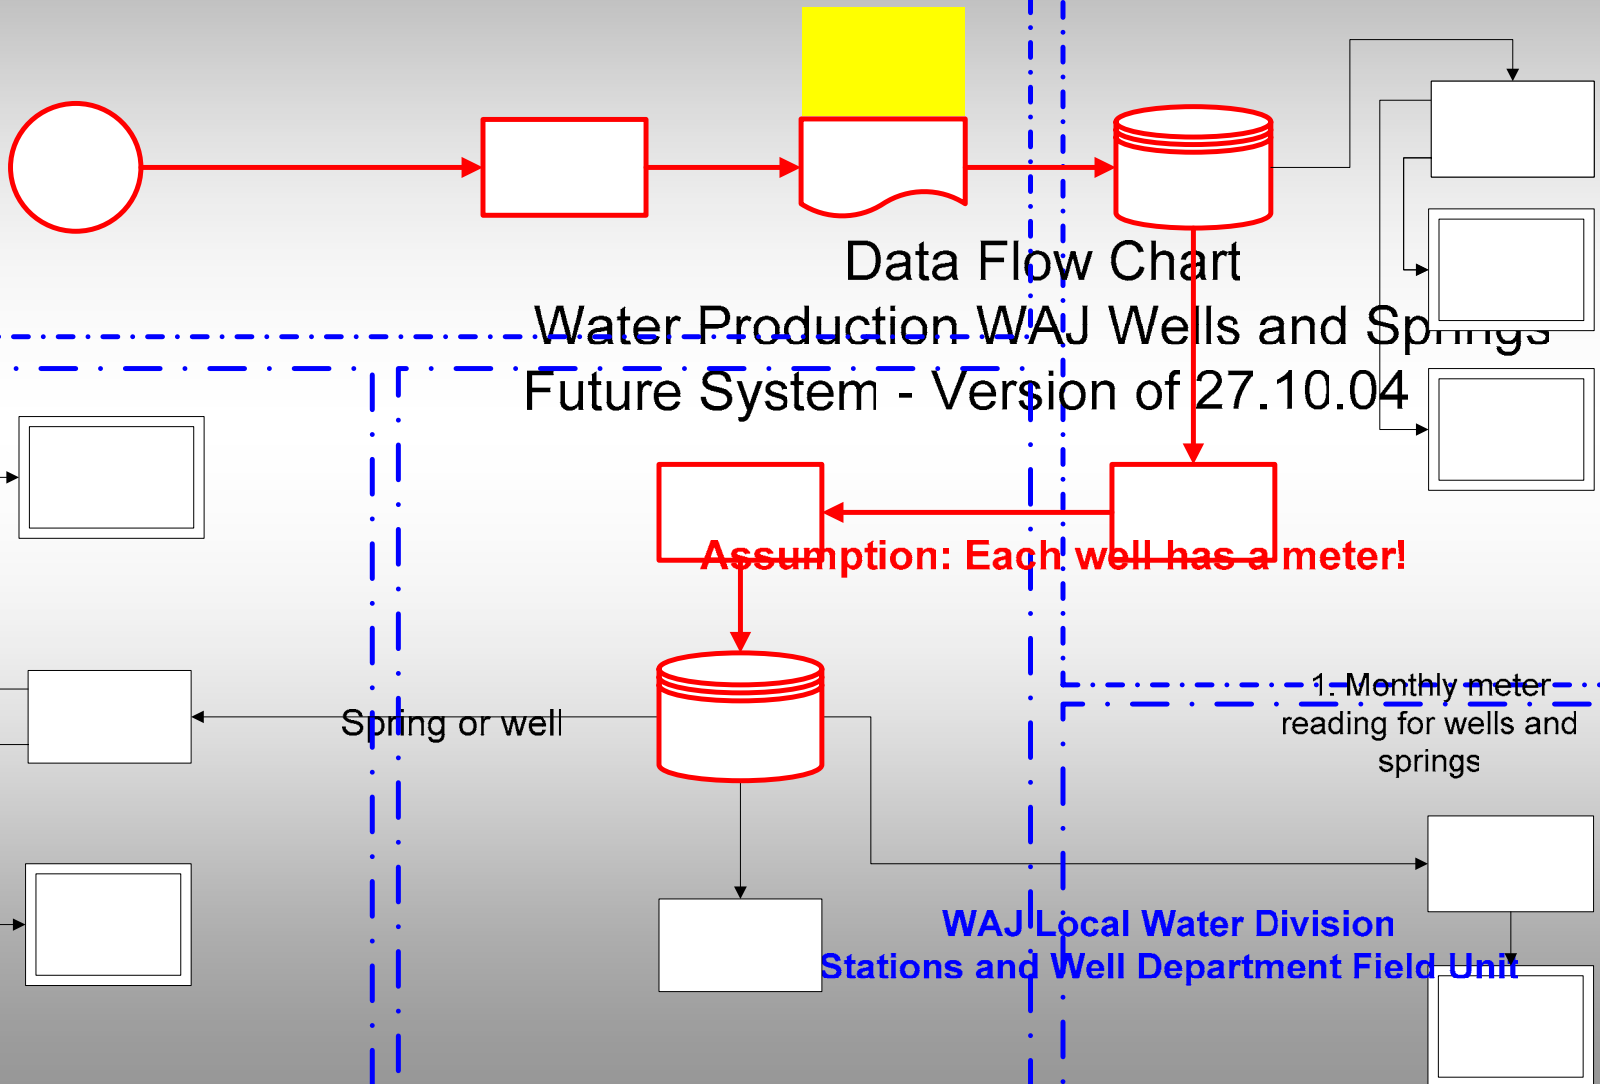 Data Flow Chart
Water Production WAJ Wells and Springs
Future System - Version of 27.10.04
Assumption: Each well has a meter!
Spring or well
1. Monthly meter
reading for wells and
springs
WAJ Local Water Division
Stations and Well Department Field Unit